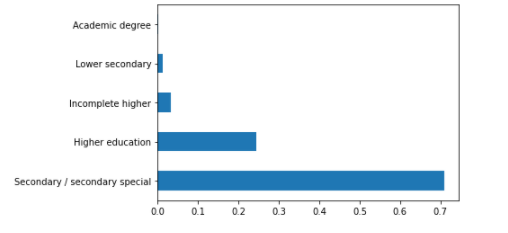 Academic degree
Lower secondary
Incomplete higher
Higher education
Secondary / secondary special
0.0 0.1 0.2 0.3 0.4 0.5 0.6 0.7